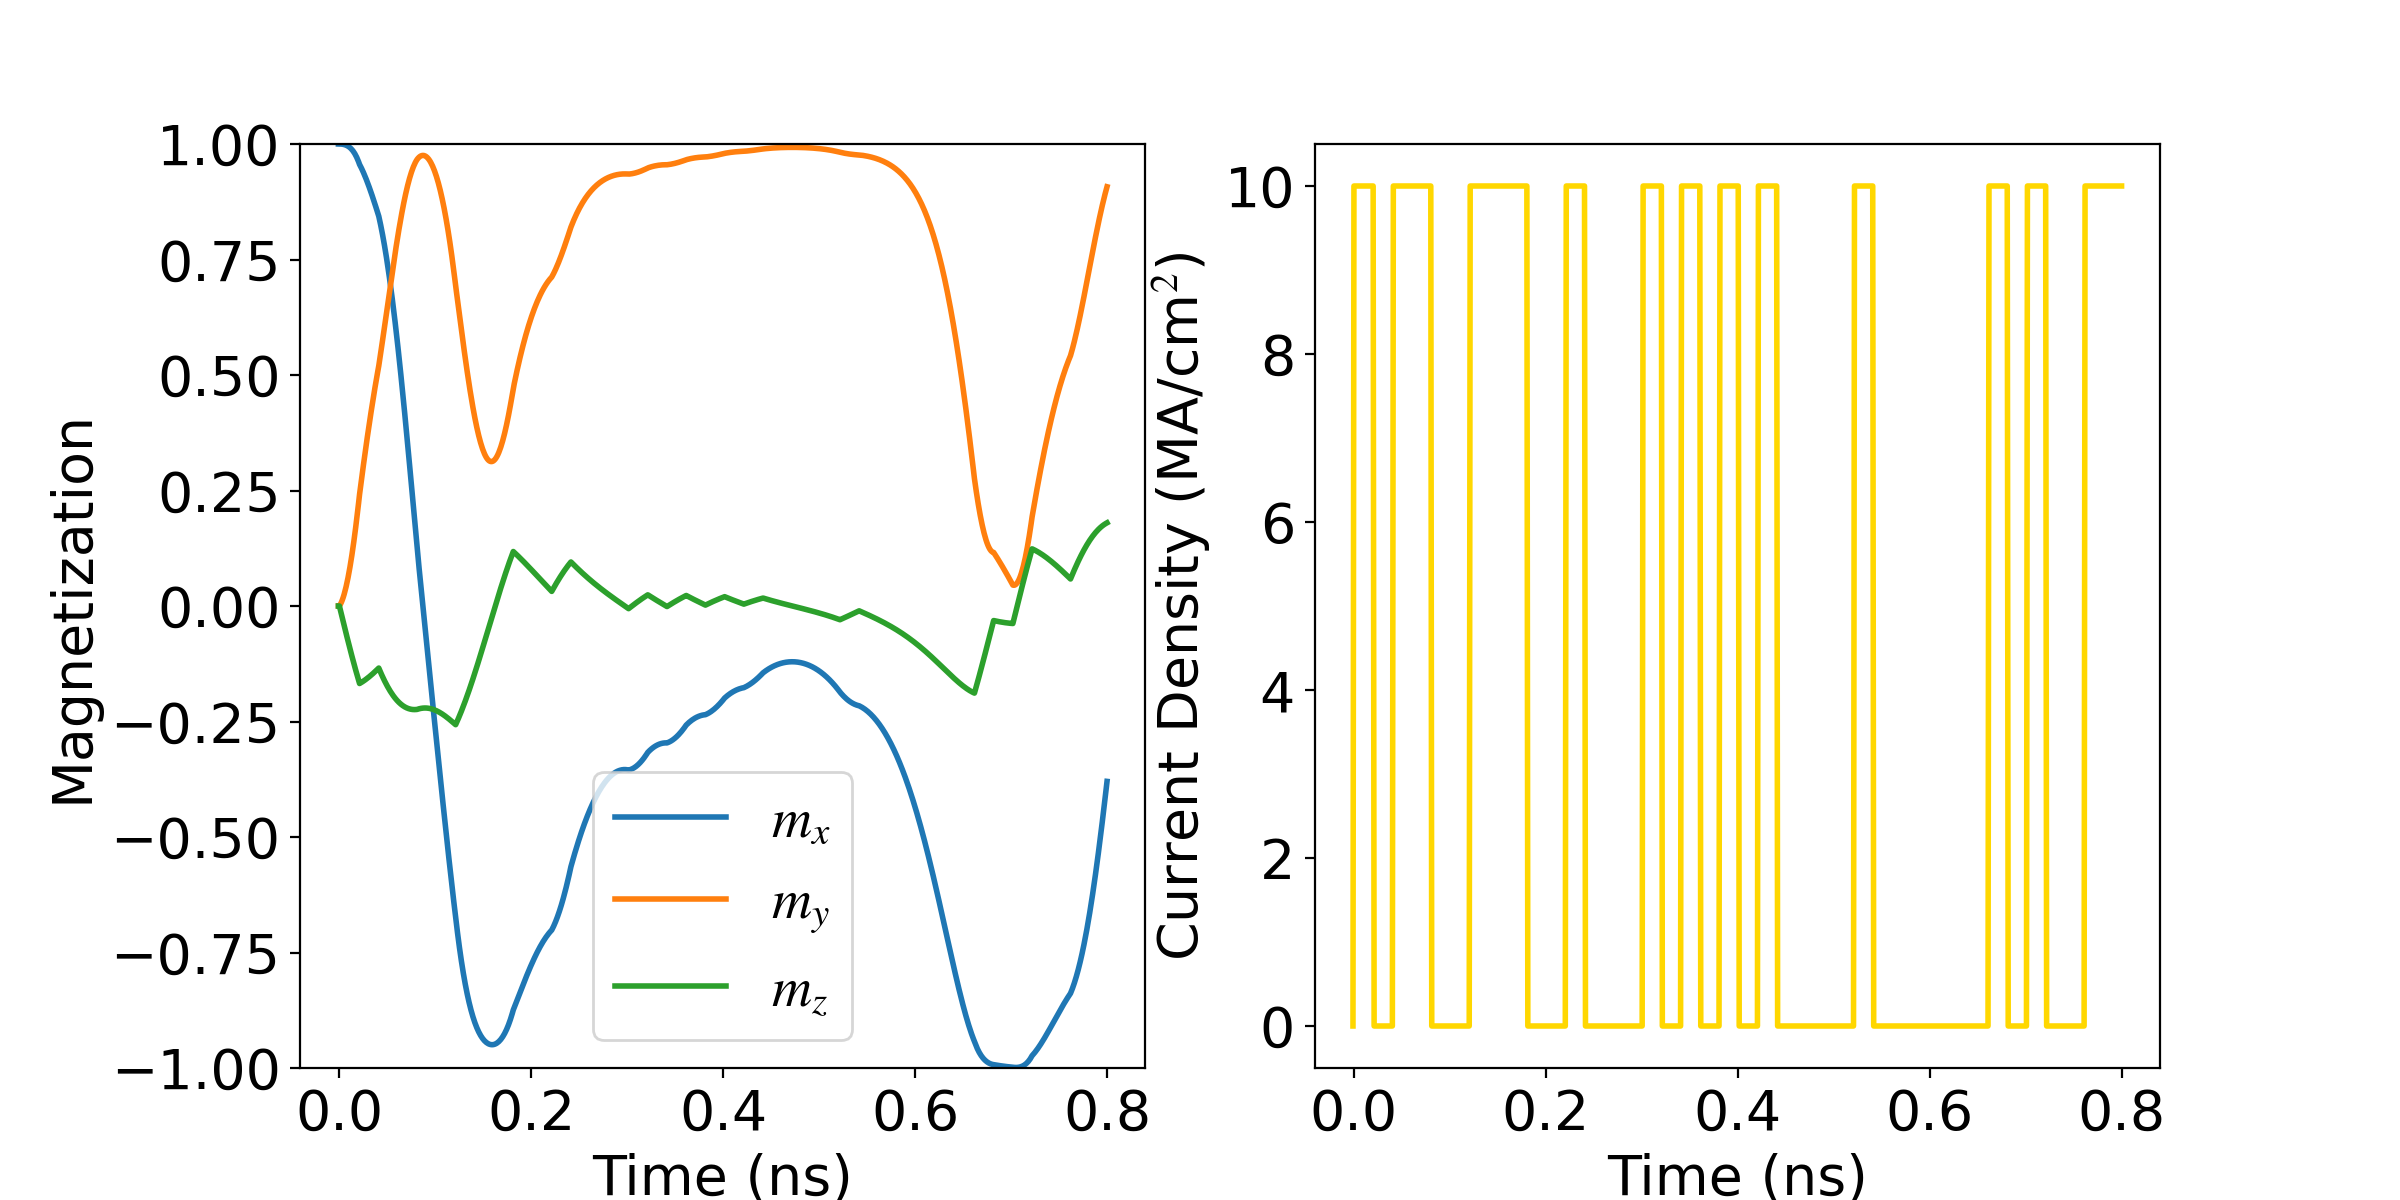 1.00
0.75
0.50
0.25
0.00
−0.25
−0.50
−0.75
−1.00
Magnetization
0.0 0.2 0.4 0.6 0.8
Time (ns)
m_x
m_y
m_z
10
8
6
4
2
0
Current Density (MA/cm²)
0.0 0.2 0.4 0.6 0.8
Time (ns)